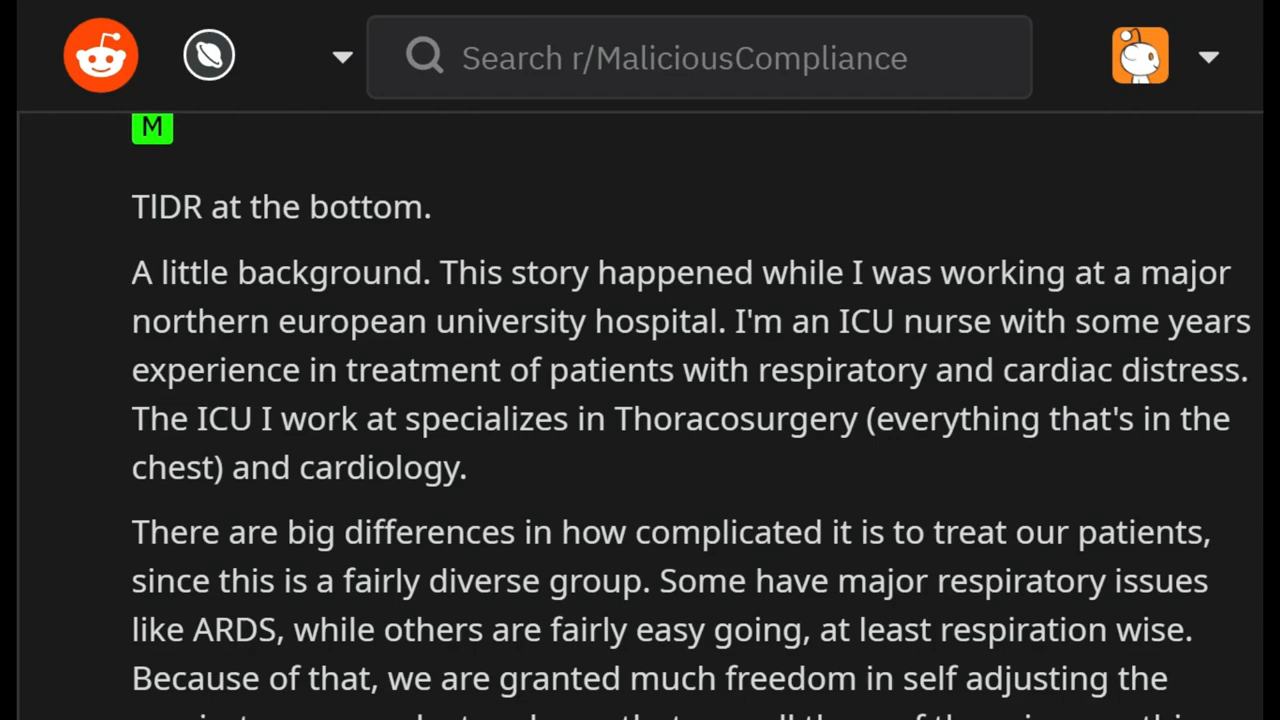 Search r/MaliciousCompliance
M
TlDR at the bottom.
A little background. This story happened while I was working at a major
northern european university hospital. I'm an ICU nurse with some years
experience in treatment of patients with respiratory and cardiac distress.
The ICU I work at specializes in Thoracosurgery (everything that's in the
chest) and cardiology.
There are big differences in how complicated it is to treat our patients,
since this is a fairly diverse group. Some have major respiratory issues
like ARDS, while others are fairly easy going, at least respiration wise.
Because of that, we are granted much freedom in self adjusting the